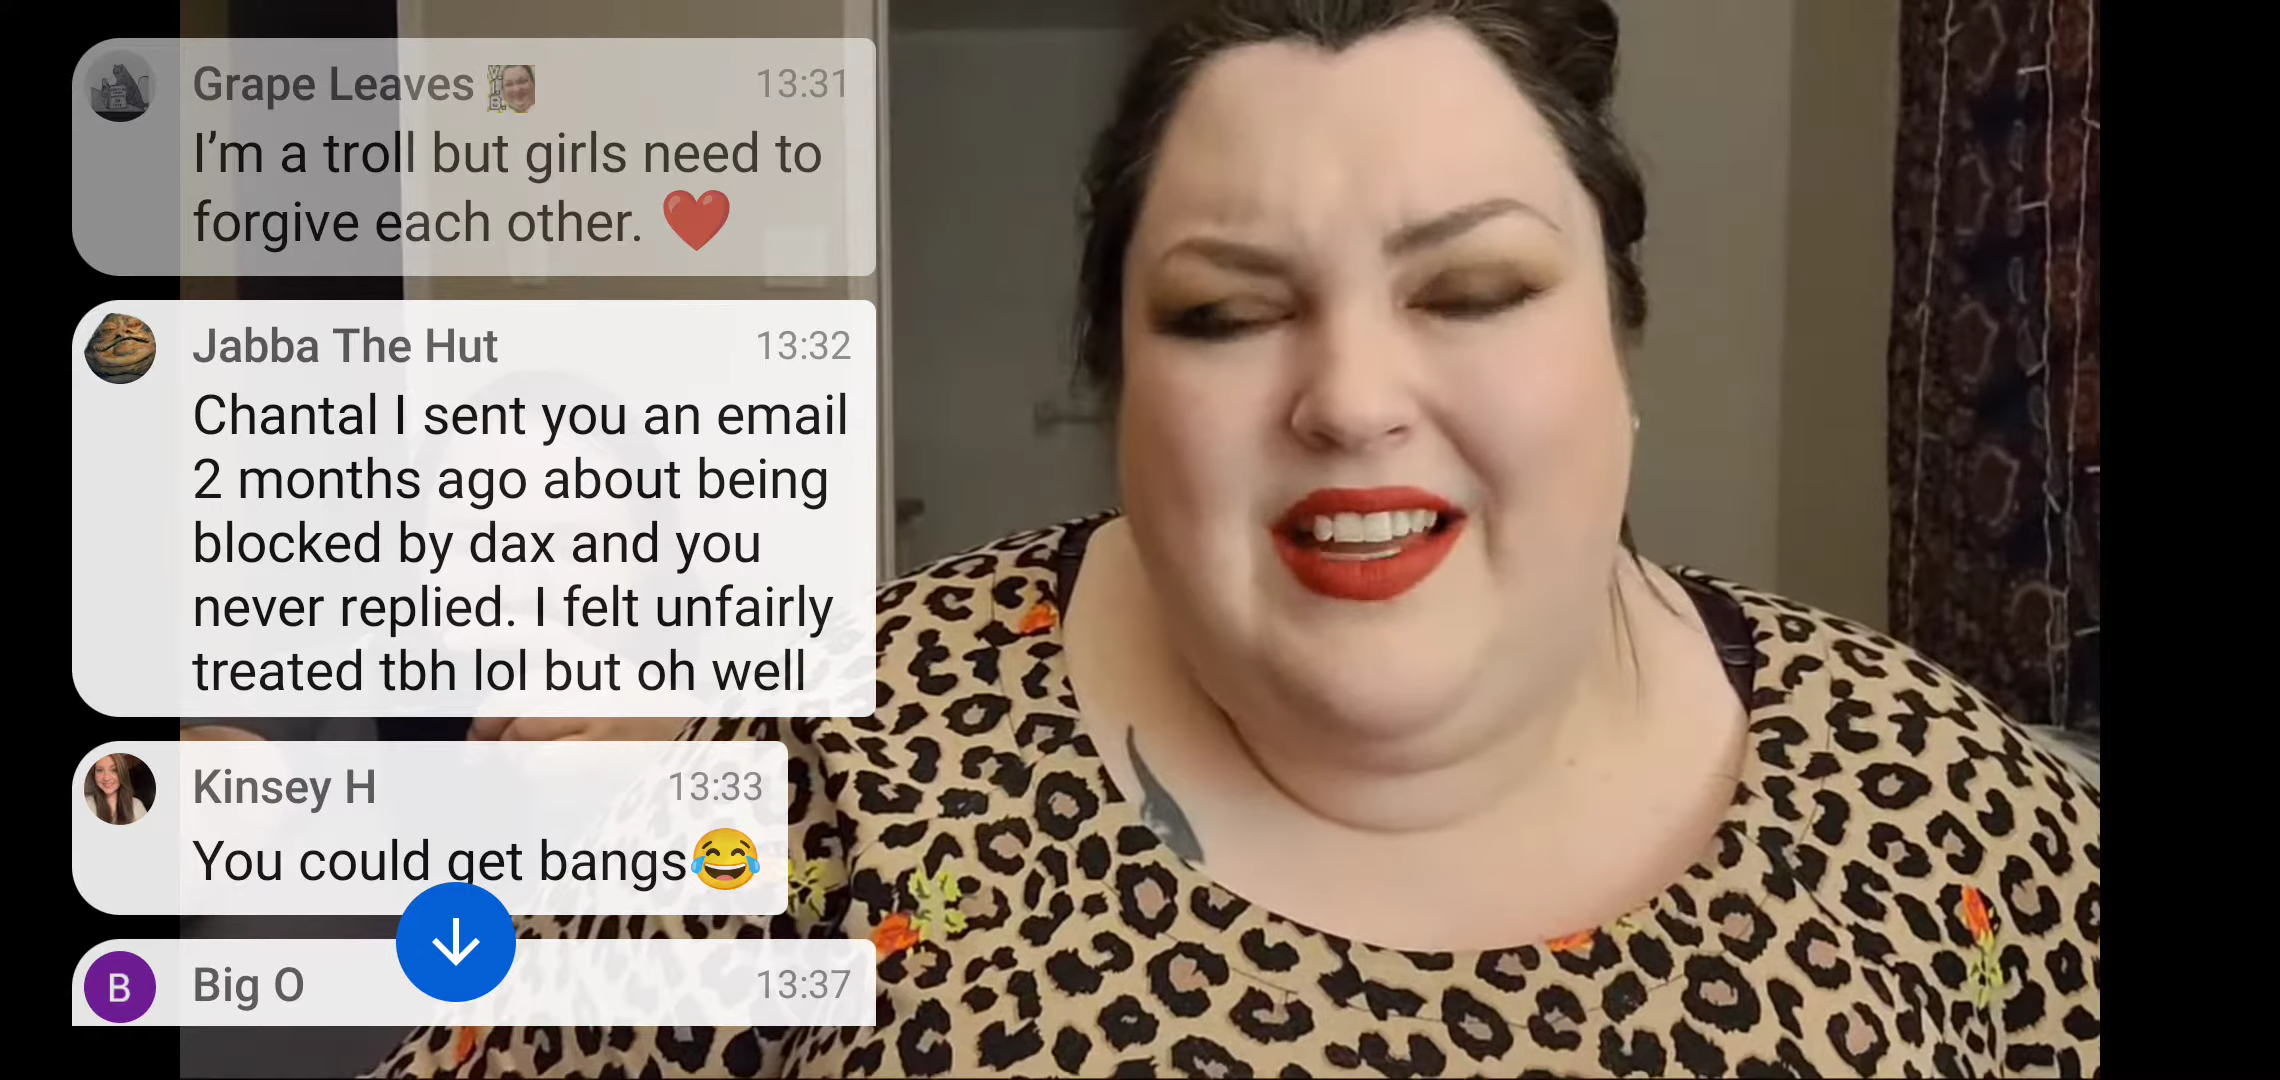 Grape Leaves V.I.B. 13:31
I’m a troll but girls need to
forgive each other. ❤️
Jabba The Hut 13:32
Chantal I sent you an email
2 months ago about being
blocked by dax and you
never replied. I felt unfairly
treated tbh lol but oh well
Kinsey H 13:33
You could get bangs😂
B Big O 13:37